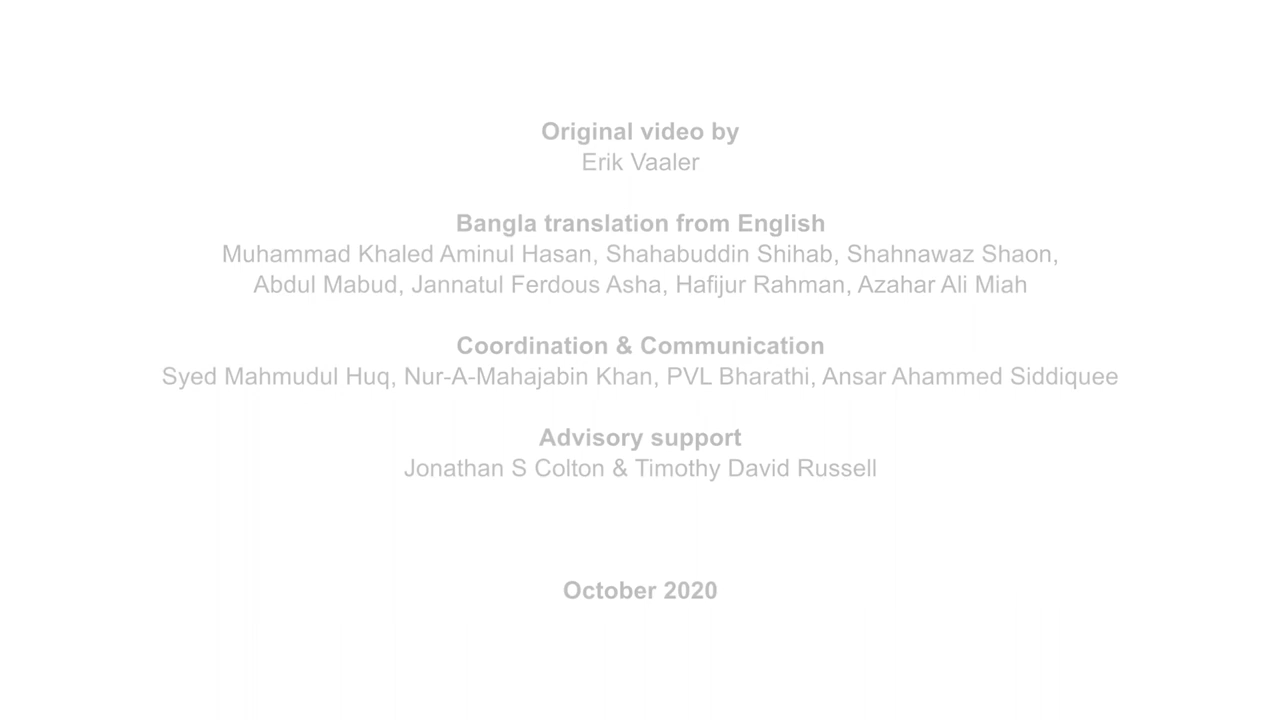 Original video by
Erik Vaaler
Bangla translation from English
Muhammad Khaled Aminul Hasan, Shahabuddin Shihab, Shahnawaz Shaon,
Abdul Mabud, Jannatul Ferdous Asha, Hafijur Rahman, Azahar Ali Miah
Coordination & Communication
Syed Mahmudul Huq, Nur-A-Mahajabin Khan, PVL Bharathi, Ansar Ahammed Siddiquee
Advisory support
Jonathan S Colton & Timothy David Russell
October 2020